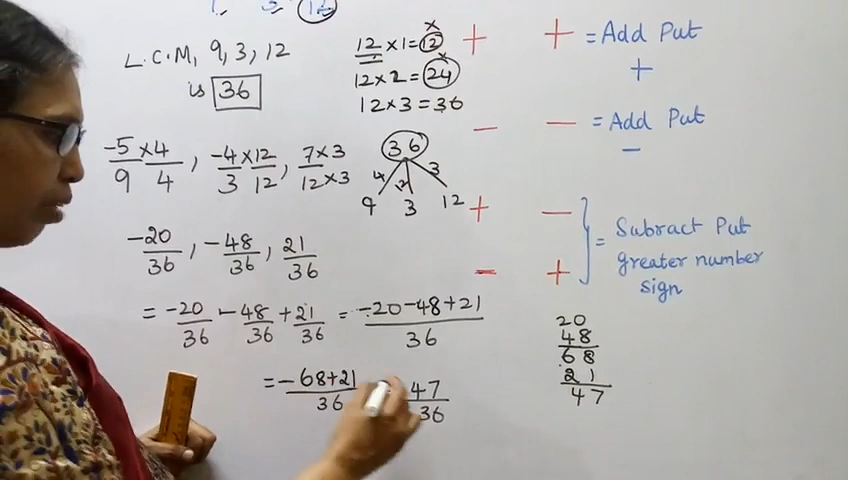 L.C.M, 9, 3, 12
is 36
12 × 1 = 12
12 × 2 = 24
12 × 3 = 36
36
4 12 3
9 3 12
-5/9 × 4/4 , -4/3 × 12/12 , 7 × 3/12 × 3
-20/36 , -48/36 , 21/36
= -20/36 - 48/36 + 21/36 = -20-48+21/36
= -68+21/36 47/36
+ + = Add Put
+
- - = Add Put
-
+ -
- +
= Subtract Put
greater number
sign
20
48
68
21
47